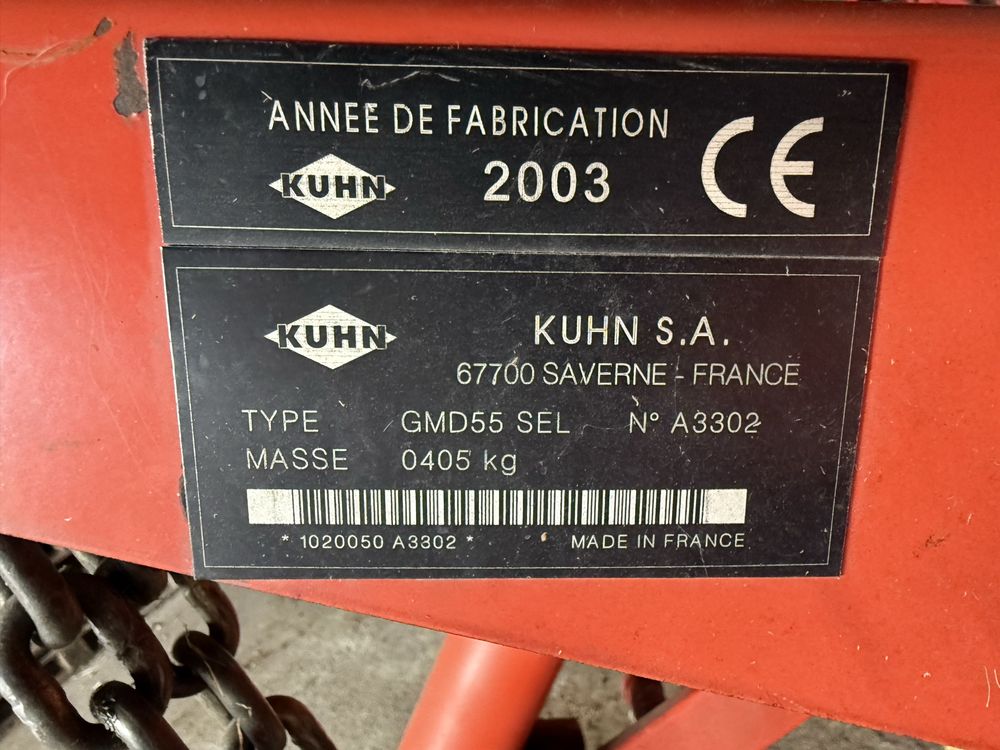 ANNEE DE FABRICATION
KUHN 2003 CE
KUHN KUHN S.A.
67700 SAVERNE - FRANCE
TYPE GMD55 SEL N° A3302
MASSE 0405 kg
* 1020050 A3302 * MADE IN FRANCE